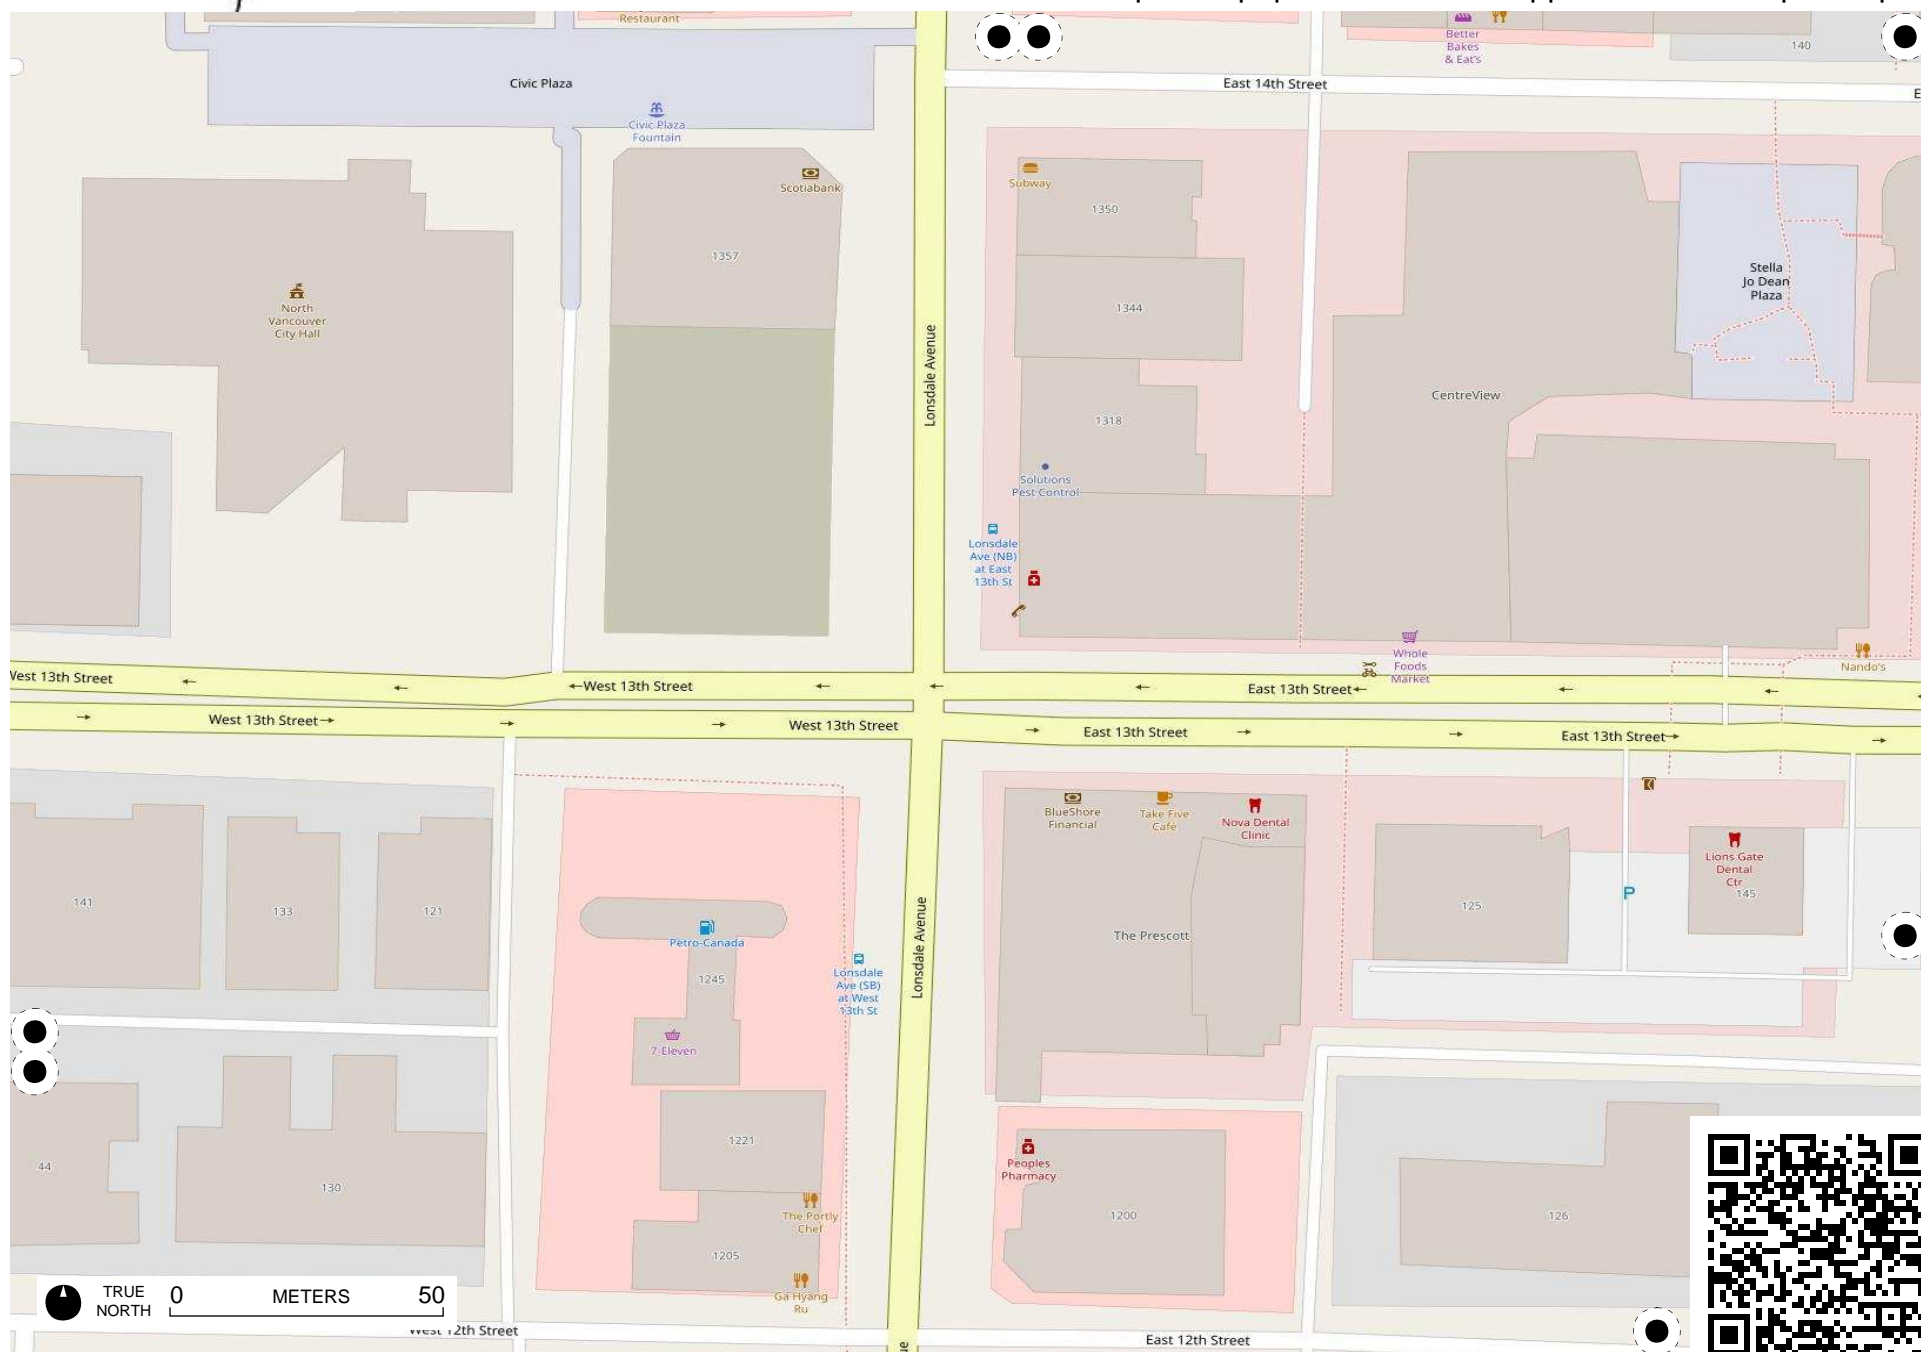 Restaurant
Better
Bakes
& Eat's
140
Civic Plaza
East 14th Street
E
Civic Plaza
Fountain
Scotiabank
Subway
1350
1357
Stella
Jo Dean
Plaza
North
Vancouver
City Hall
1344
Lonsdale Avenue
CentreView
1318
Solutions
Pest Control
Lonsdale
Ave (NB)
at East
13th St
Whole
Foods
Market
Nando's
West 13th Street
West 13th Street
East 13th Street
West 13th Street
West 13th Street
East 13th Street
East 13th Street
BlueShore
Financial
Take Five
Café
Nova Dental
Clinic
Lions Gate
Dental
Ctr
145
P
141
133
121
125
Petro-Canada
The Prescott
Lonsdale Avenue
1245
Lonsdale
Ave (SB)
at West
13th St
7-Eleven
1221
Peoples
Pharmacy
44
130
The Portly
Chef
1200
126
1205
Ga Hyang
Ru
TRUE
NORTH
0 METERS 50
West 12th Street
East 12th Street
ue